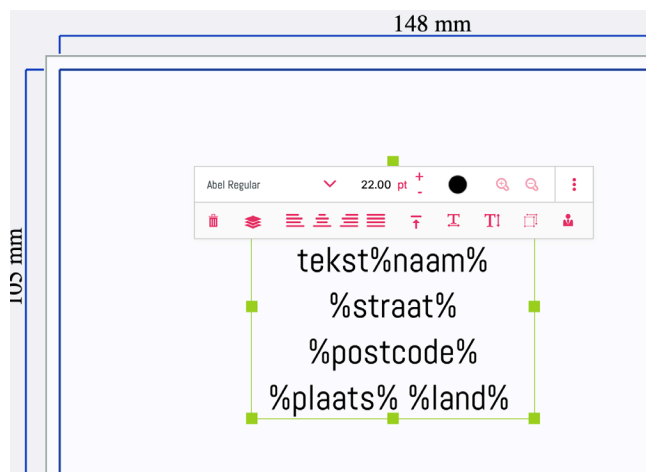 148 mm
105 mm
Abel Regular
22.00 pt + -
tekst%naam%
%straat%
%postcode%
%plaats% %land%